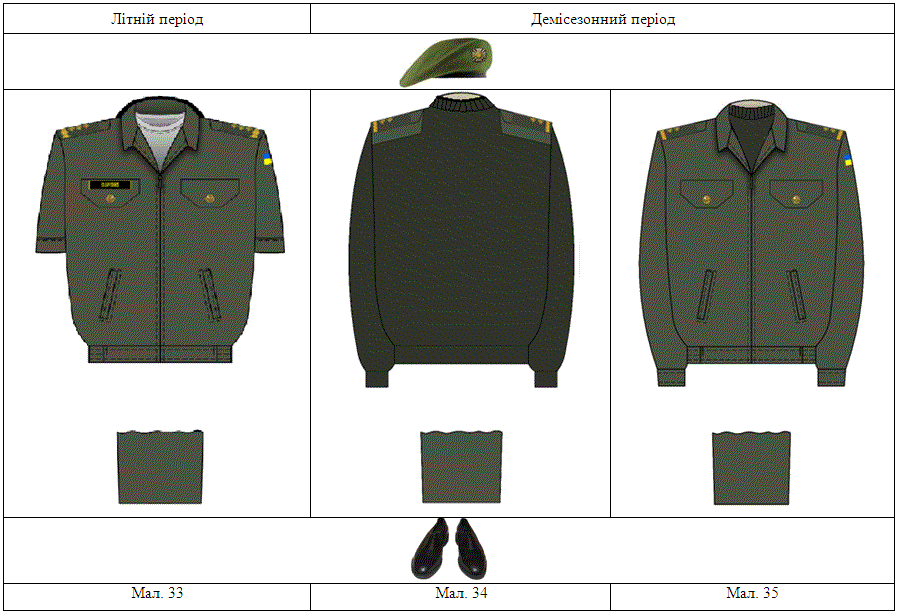 Літній період
Демісезонний період
Мал. 33
Мал. 34
Мал. 35